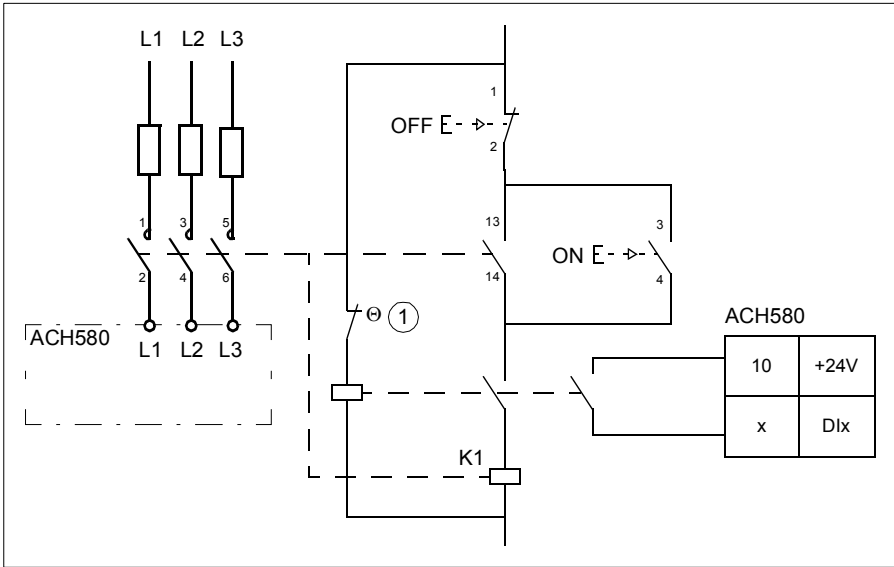 L1 L2 L3
1
OFF
2
13
3
1 3 5
ON
2 4 6
14
4
Θ 1
ACH580
ACH580
L1 L2 L3
10 +24V
x DIx
K1